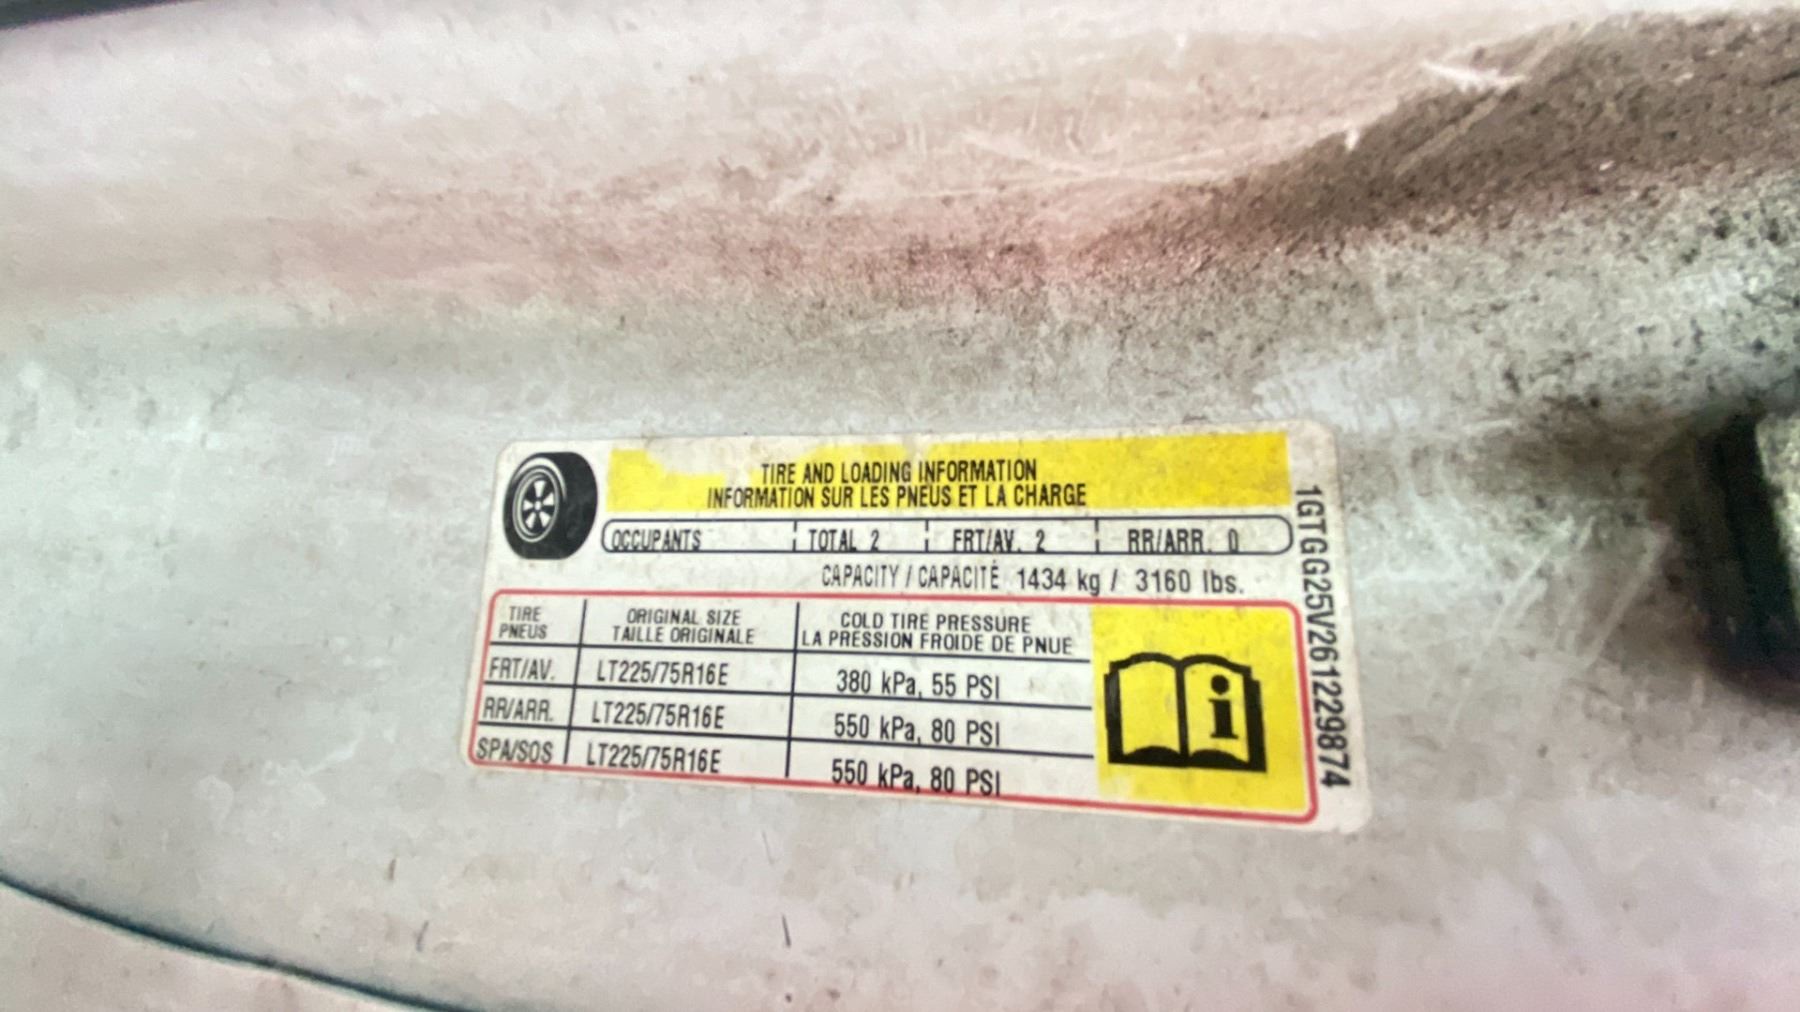 TIRE AND LOADING INFORMATION
INFORMATION SUR LES PNEUS ET LA CHARGE
OCCUPANTS TOTAL 2 FRT/AV. 2 RR/ARR. 0
CAPACITY / CAPACITÉ 1434 kg / 3160 lbs.
TIRE ORIGINAL SIZE COLD TIRE PRESSURE
PNEUS TAILLE ORIGINALE LA PRESSION FROIDE DE PNUE
FRT/AV. LT225/75R16E 380 kPa, 55 PSI
RR/ARR. LT225/75R16E 550 kPa, 80 PSI
SPA/SOS LT225/75R16E 550 kPa, 80 PSI
1GTGG25V261229874